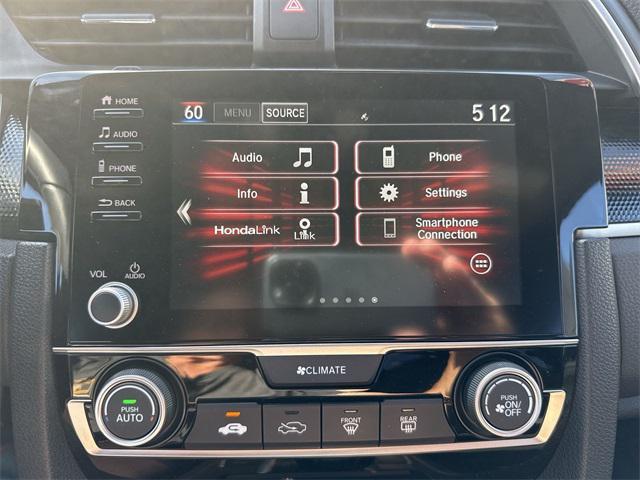 HOME
60 MENU SOURCE 5 12
AUDIO
Audio Phone
PHONE
Info Settings
BACK
HondaLink Link Smartphone Connection
VOL AUDIO
CLIMATE
PUSH AUTO
FRONT REAR
PUSH ON/OFF